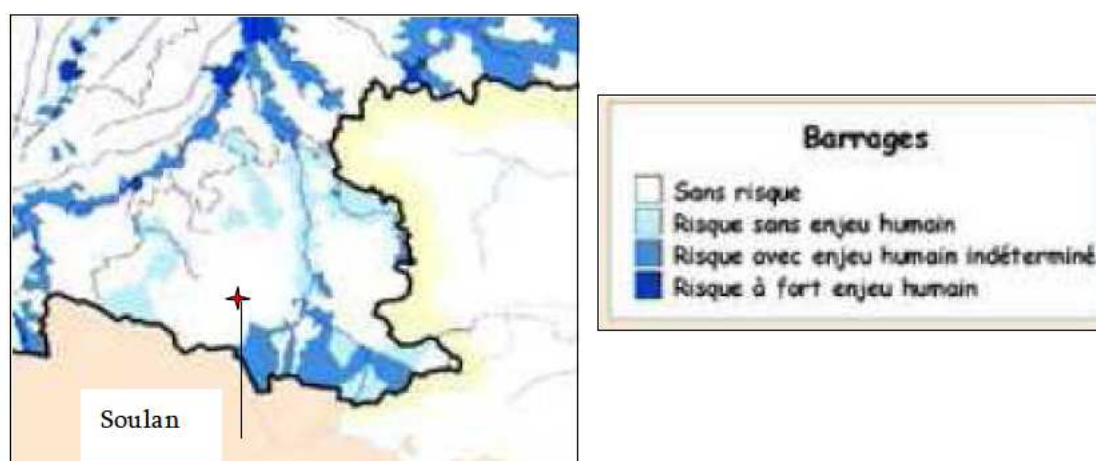 Soulan
Barrages
Sans risque
Risque sans enjeu humain
Risque avec enjeu humain indéterminé
Risque à fort enjeu humain